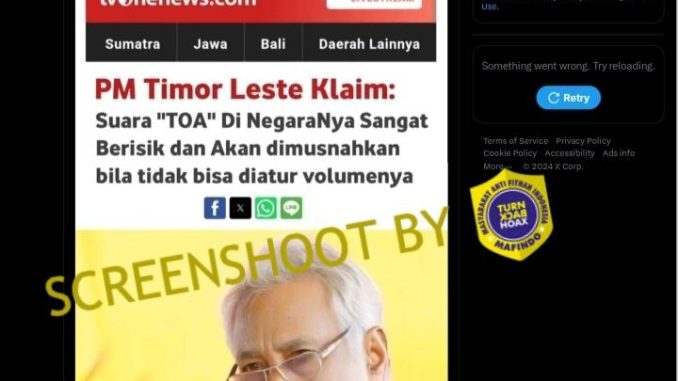 tvonenews.com
LIVESTREAM
Sumatra
Jawa
Bali
Daerah Lainnya
PM Timor Leste Klaim:
Suara "TOA" Di NegaraNya Sangat
Berisik dan Akan dimusnahkan
bila tidak bisa diatur volumenya
SCREENSHOOT BY
MASYARAKAT ANTI FITNAH INDONESIA
TURN
BACK
HOAX
MAFINDO
Use.
Something went wrong. Try reloading.
Retry
Terms of Service Privacy Policy
Cookie Policy Accessibility Ads info
More... © 2024 X Corp.